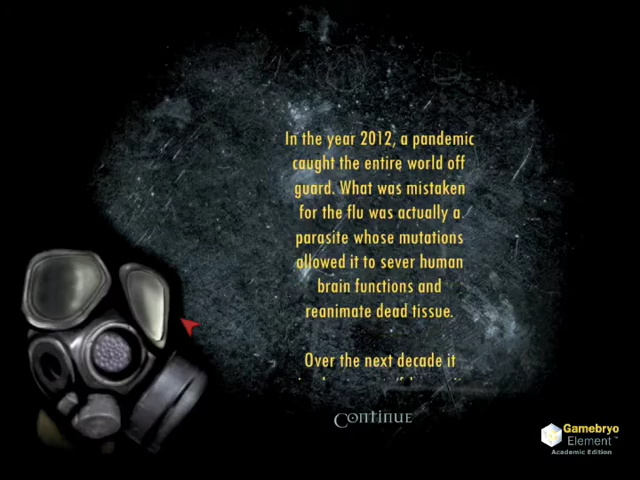 In the year 2012, a pandemic
caught the entire world off
guard. What was mistaken
for the flu was actually a
parasite whose mutations
allowed it to sever human
brain functions and
reanimate dead tissue.
Over the next decade it
Continue
Gamebryo
Element™
Academic Edition